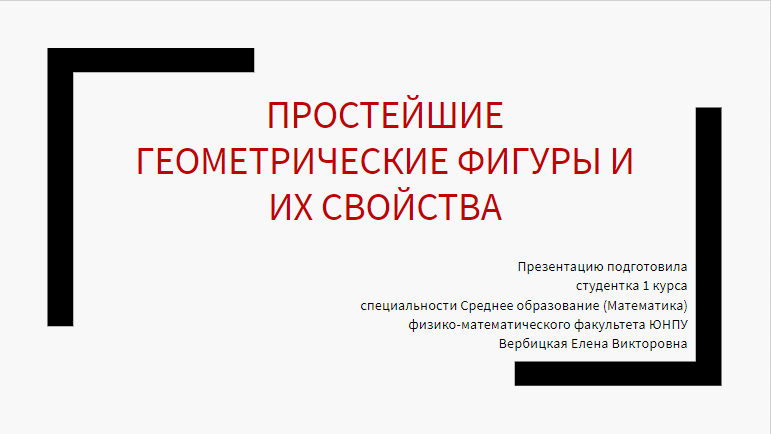 ПРОСТЕЙШИЕ
ГЕОМЕТРИЧЕСКИЕ ФИГУРЫ И
ИХ СВОЙСТВА
Презентацию подготовила
студентка 1 курса
специальности Среднее образование (Математика)
физико-математического факультета ЮНПУ
Вербицкая Елена Викторовна